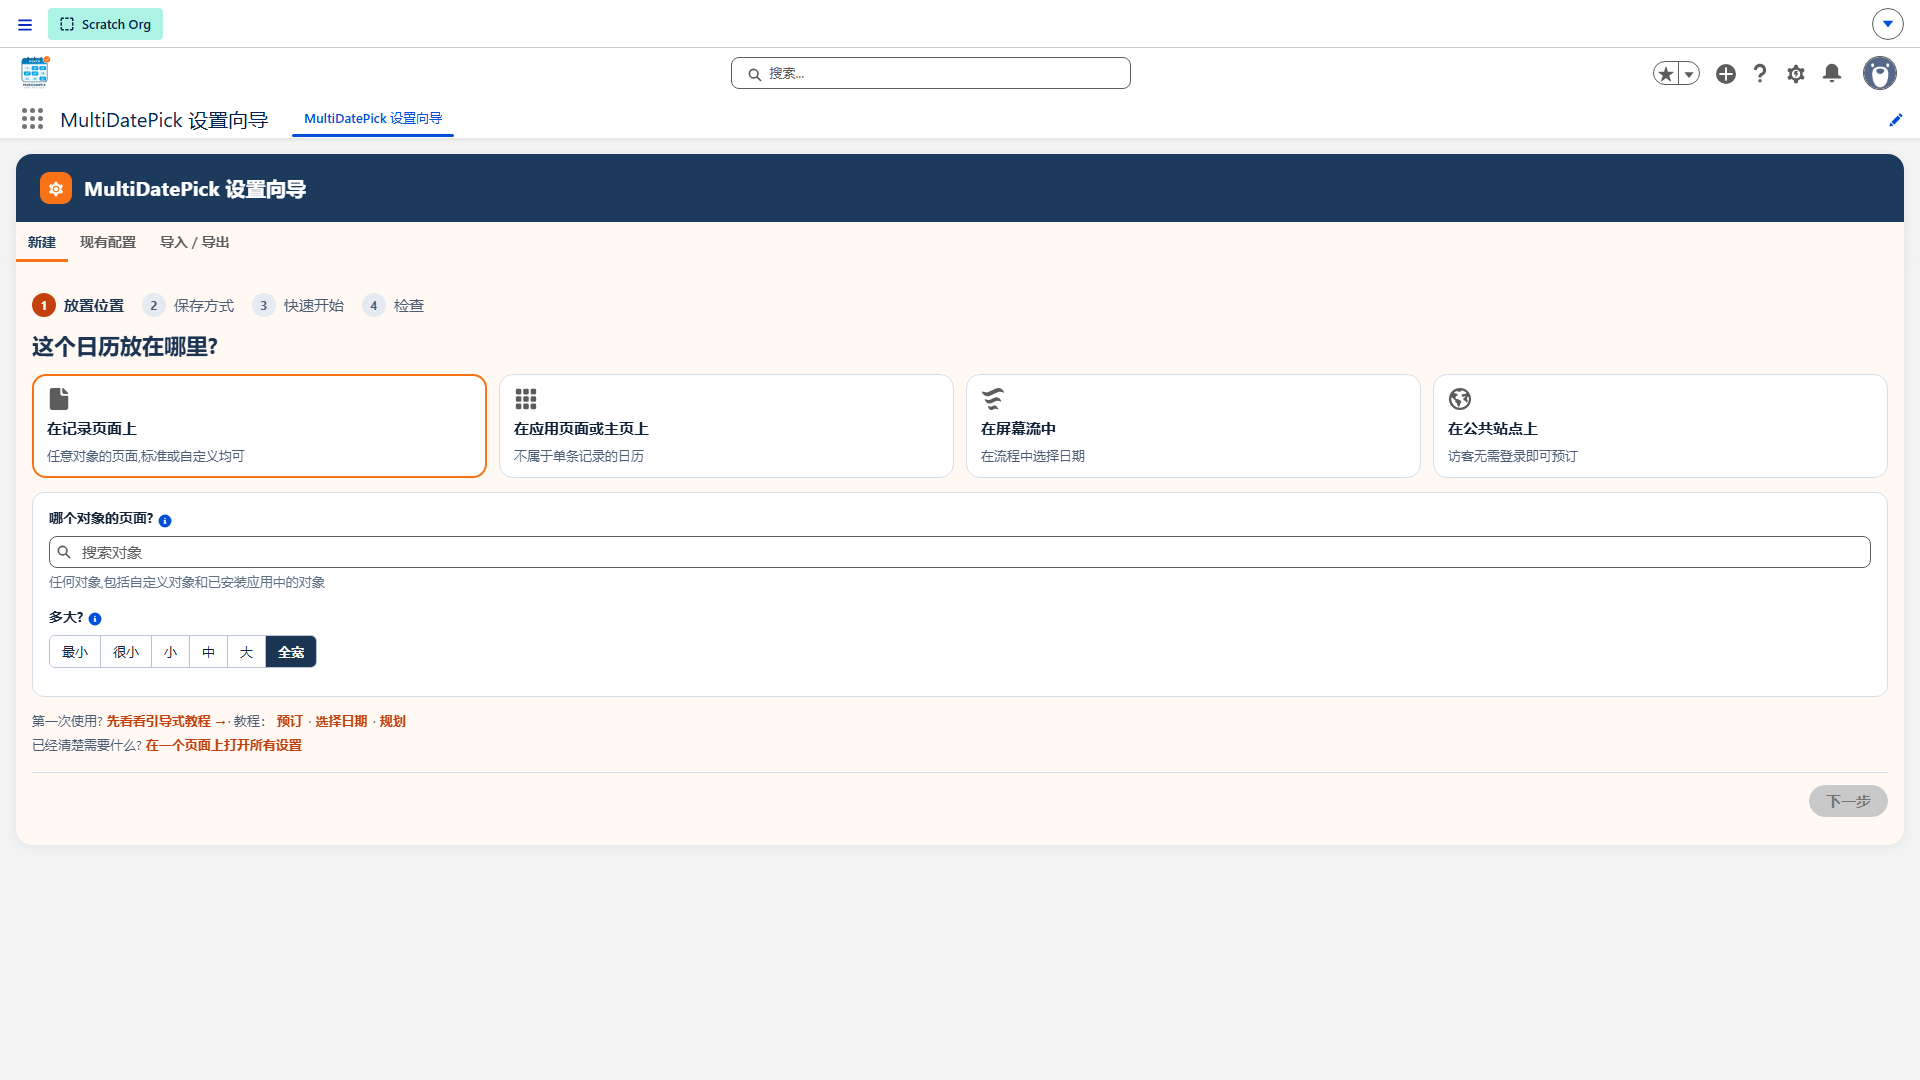 Scratch Org
搜索...
MultiDatePick 设置向导
MultiDatePick 设置向导
MultiDatePick 设置向导
新建 现有配置 导入 / 导出
1 放置位置 2 保存方式 3 快速开始 4 检查
这个日历放在哪里?
在记录页面上
任意对象的页面,标准或自定义均可
在应用页面或主页上
不属于单条记录的日历
在屏幕流中
在流程中选择日期
在公共站点上
访客无需登录即可预订
哪个对象的页面?
搜索对象
任何对象,包括自定义对象和已安装应用中的对象
多大?
最小 很小 小 中 大 全宽
第一次使用? 先看看引导式教程 → · 教程： 预订 · 选择日期 · 规划
已经清楚需要什么? 在一个页面上打开所有设置
下一步